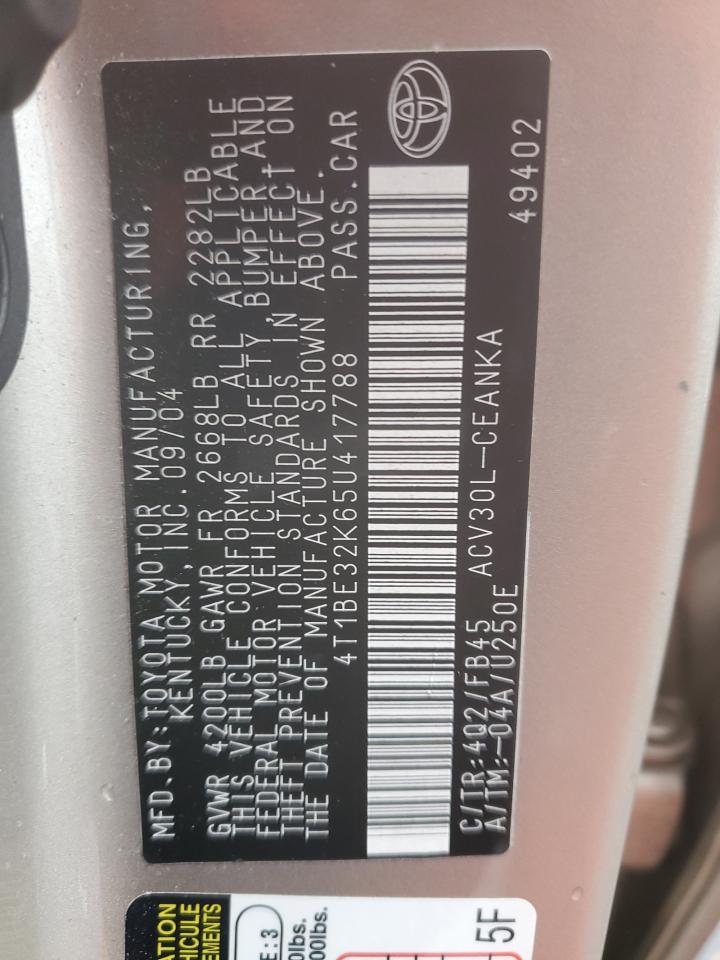 MFD.BY:TOYOTA MOTOR MANUFACTURING,
KENTUCKY,INC.09/04
GVWR 4200LB GAWR FR 2668LB RR 2282LB
THIS VEHICLE CONFORMS TO ALL APPLICABLE
FEDERAL MOTOR VEHICLE SAFETY, BUMPER AND
THEFT PREVENTION STANDARDS IN EFFECT ON
THE DATE OF MANUFACTURE SHOWN ABOVE.
4T1BE32K65U417788 PASS.CAR
C/TR:4Q2/FB45 ACV30L-CEANKA
A/TM:-04A/U250E 49402
5F